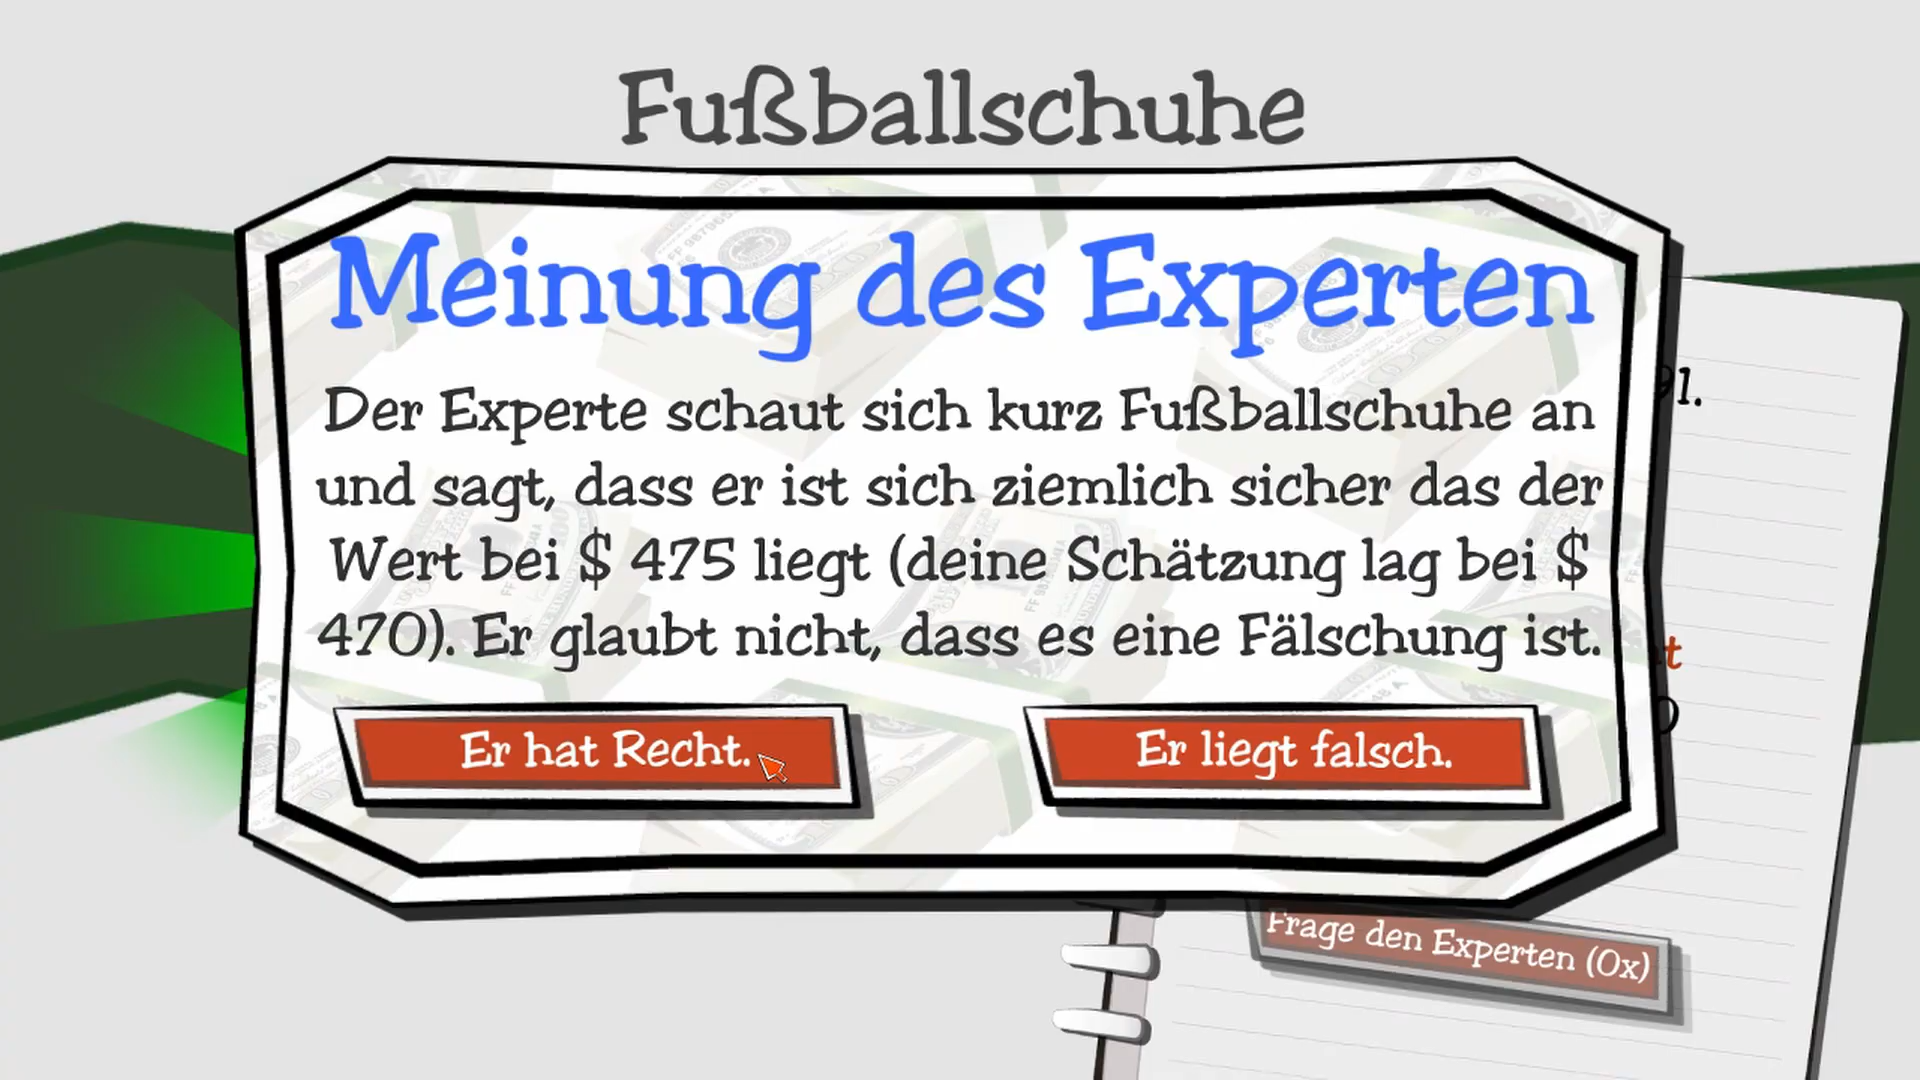 Fußballschuhe
Meinung des Experten
Der Experte schaut sich kurz Fußballschuhe an
und sagt, dass er ist sich ziemlich sicher das der
Wert bei $ 475 liegt (deine Schätzung lag bei $
470). Er glaubt nicht, dass es eine Fälschung ist.
Er hat Recht.
Er liegt falsch.
Frage den Experten (0x)